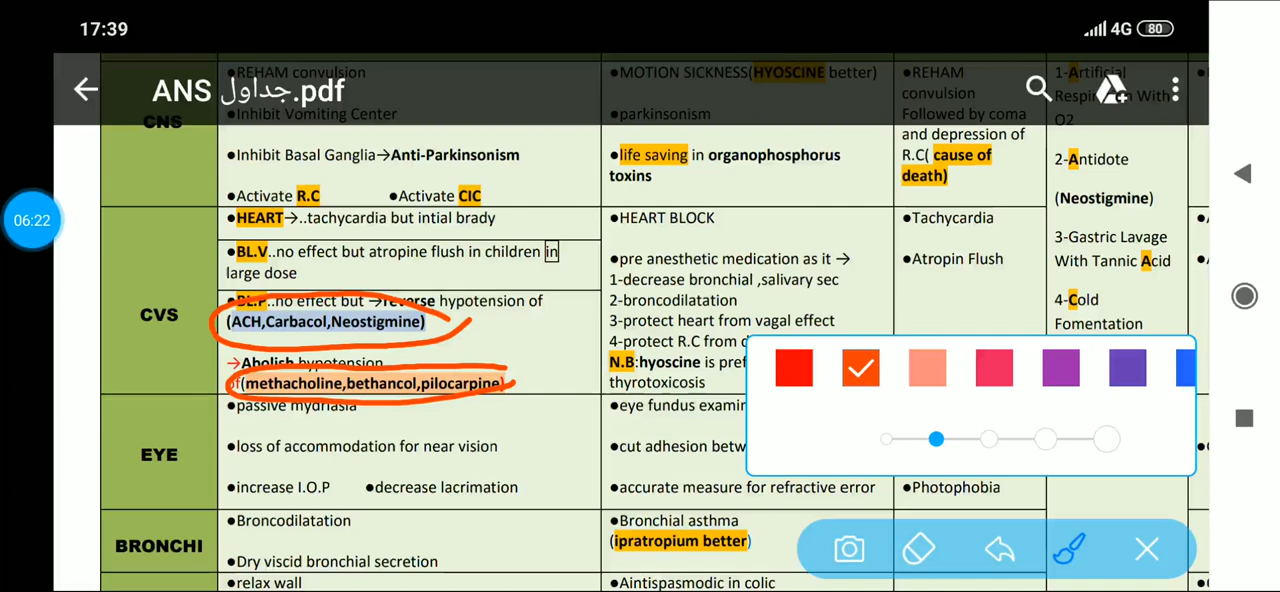 17:39
4G 80
ANS جداول.pdf
06:22
CNS
●REHAM convulsion
●Inhibit Vomiting Center
●Inhibit Basal Ganglia→Anti-Parkinsonism
●Activate R.C ●Activate CIC
●MOTION SICKNESS(HYOSCINE better)
●parkinsonism
●life saving in organophosphorus
toxins
●REHAM
convulsion
Followed by coma
and depression of
R.C( cause of
death)
1-Artificial
With
O2
2-Antidote
(Neostigmine)
3-Gastric Lavage
With Tannic Acid
4-Cold
Fomentation
CVS
●HEART→..tachycardia but intial brady
●BL.V..no effect but atropine flush in children in
large dose
●BL.P..no effect but →reverse hypotension of
(ACH,Carbacol,Neostigmine)
→Abolish hypotension
of(methacholine,bethancol,pilocarpine)
●HEART BLOCK
●pre anesthetic medication as it →
1-decrease bronchial ,salivary sec
2-broncodilatation
3-protect heart from vagal effect
4-protect R.C from
N.B:hyoscine is
thyrotoxicosis
●Tachycardia
●Atropin Flush
EYE
●passive mydriasia
●loss of accommodation for near vision
●increase I.O.P ●decrease lacrimation
●eye fundus
●cut adhesion
●accurate measure for refractive error
●Photophobia
BRONCHI
●Broncodilatation
●Dry viscid bronchial secretion
●Bronchial asthma
(ipratropium better)
●relax wall
●Aintispasmodic in colic